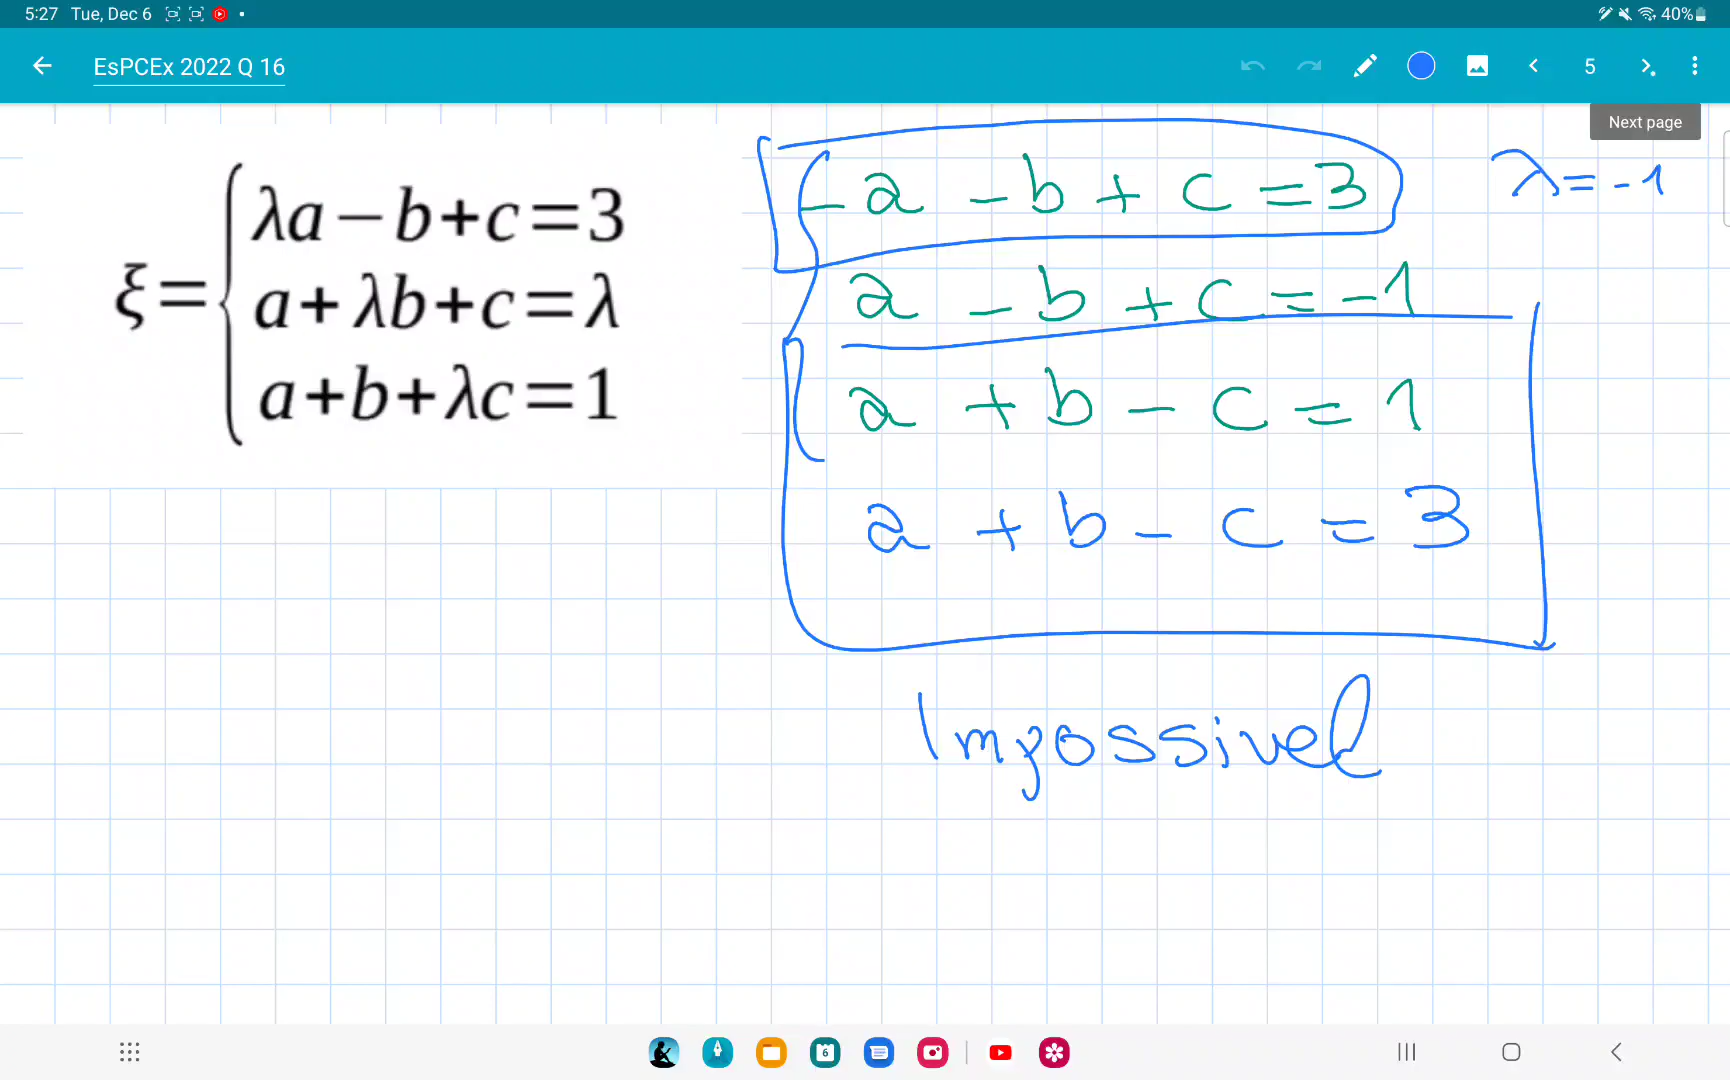 5:27 Tue, Dec 6 40%
EsPCEx 2022 Q 16
5
Next page
ξ = { λa − b + c = 3
a + λb + c = λ
a + b + λc = 1
− a − b + c = 3
λ = -1
a − b + c = −1
a + b − c = 1
a + b − c = 3
Impossivel
6